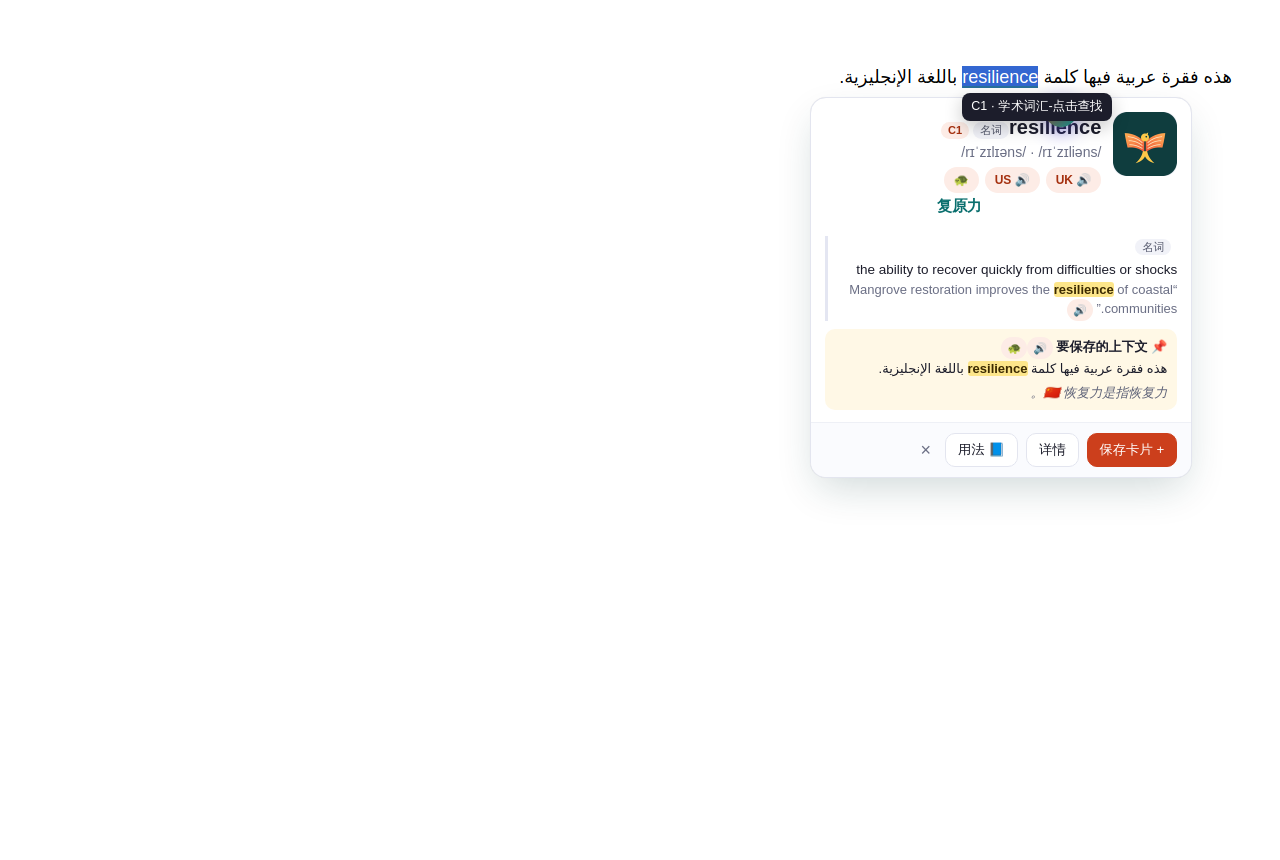 هذه فقرة عربية فيها كلمة resilience باللغة الإنجليزية.
C1 · 学术词汇-点击查找
resilience 名词 C1
/rɪˈzɪlɪəns/ · /rɪˈzɪliəns/
UK 🔊 US 🔊 🐢
复原力
名词
the ability to recover quickly from difficulties or shocks
“Mangrove restoration improves the resilience of coastal
communities.” 🔊
📌 要保存的上下文 🔊 🐢
هذه فقرة عربية فيها كلمة resilience باللغة الإنجليزية.
恢复力是指恢复力 🇨🇳 。
+ 保存卡片
详情
📘 用法
×